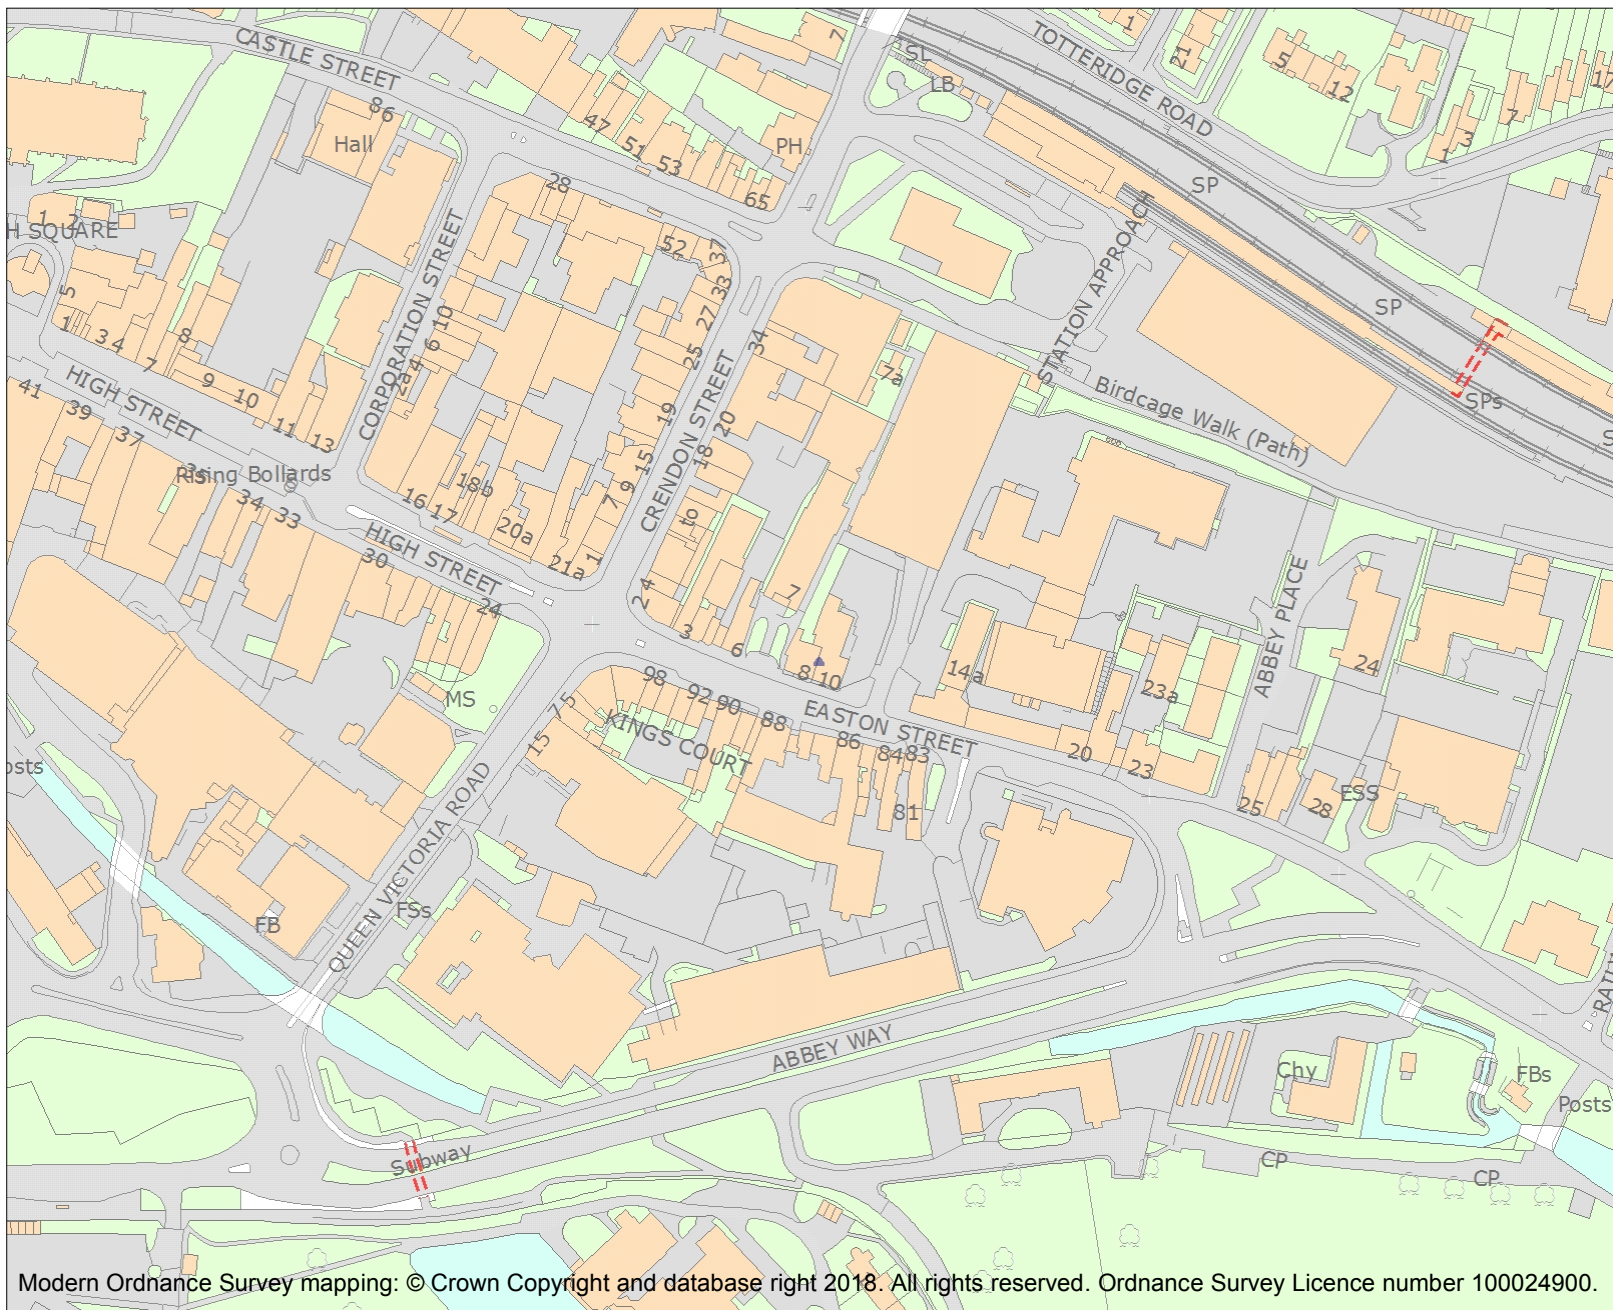 CASTLE STREET
86
Hall
47
51
53
65
PH
7
SL
LB
TOTTERIDGE ROAD
1
21
5
12
1
3
7
17
SP
SP
SPs
S
1 2
H SQUARE
5
1
3 4
7
8
9
10
11
13
28
52
37
33
27
25
19
15
9
7
1
CORPORATION STREET
10
6
4
2a
CRENDON STREET
34
20
18
to
4
2
7a
STATION APPROACH
Birdcage Walk (Path)
41
39
37
HIGH STREET
Rising Bollards
34
33
30
24
HIGH STREET
16
17
18b
20a
21a
3
6
7
8
10
14a
20
23
23a
ABBEY PLACE
24
25
28
ESS
MS
98
92
90
88
86
84
83
81
EASTON STREET
KINGS COURT
5
7
15
QUEEN VICTORIA ROAD
osts
FB
FSs
ABBEY WAY
Subway
Chy
FBs
Posts
CP
CP
Modern Ordnance Survey mapping: © Crown Copyright and database right 2018. All rights reserved. Ordnance Survey Licence number 100024900.